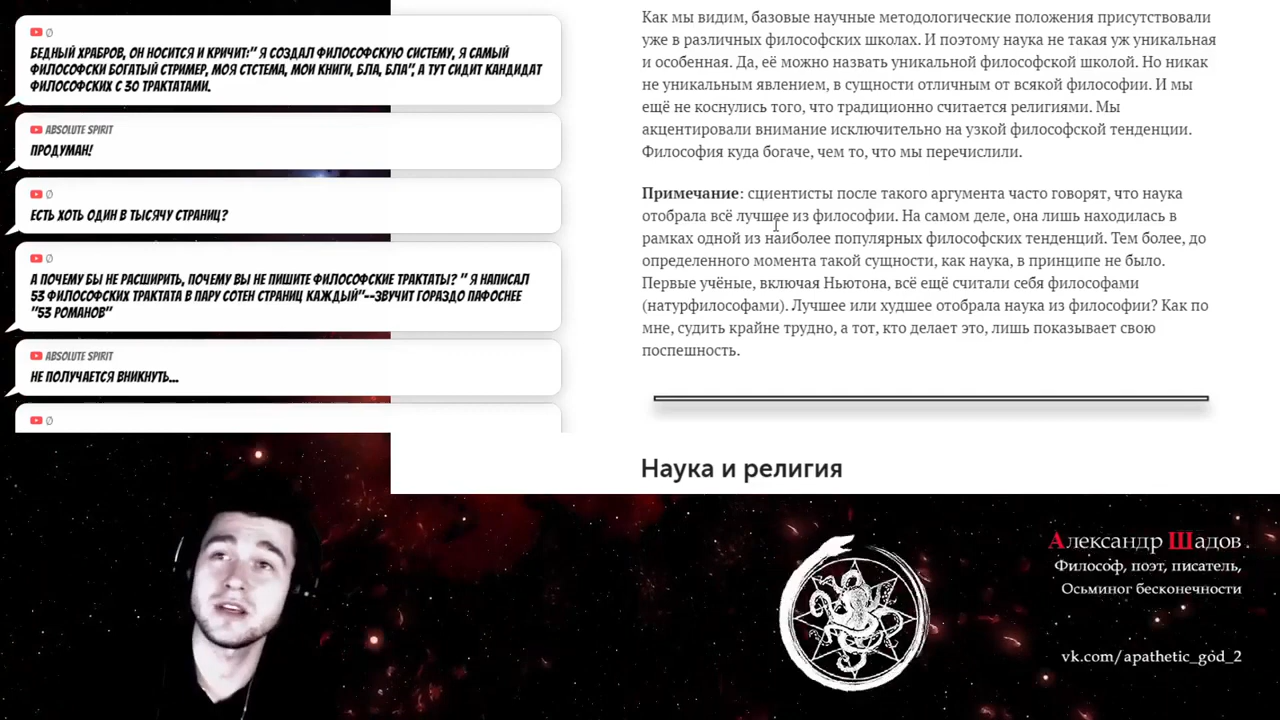 Ø
БЕДНЫЙ ХРАБРОВ, ОН НОСИТСЯ И КРИЧИТ:" Я СОЗДАЛ ФИЛОСОФСКУЮ СИСТЕМУ, Я САМЫЙ
ФИЛОСОФСКИ БОГАТЫЙ СТРИМЕР, МОЯ СТСТЕМА, МОИ КНИГИ, БЛА, БЛА", А ТУТ СИДИТ КАНДИДАТ
ФИЛОСОФСКИХ С 30 ТРАКТАТАМИ.
ABSOLUTE SPIRIT
ПРОДУМАН!
Ø
ЕСТЬ ХОТЬ ОДИН В ТЫСЯЧУ СТРАНИЦ?
Ø
А ПОЧЕМУ БЫ НЕ РАСШИРИТЬ, ПОЧЕМУ ВЫ НЕ ПИШИТЕ ФИЛОСОФСКИЕ ТРАКТАТЫ? " Я НАПИСАЛ
53 ФИЛОСОФСКИХ ТРАКТАТА В ПАРУ СОТЕН СТРАНИЦ КАЖДЫЙ"--ЗВУЧИТ ГОРАЗДО ПАФОСНЕЕ
"53 РОМАНОВ"
ABSOLUTE SPIRIT
НЕ ПОЛУЧАЕТСЯ ВНИКНУТЬ...
Ø
Как мы видим, базовые научные методологические положения присутствовали
уже в различных философских школах. И поэтому наука не такая уж уникальная
и особенная. Да, её можно назвать уникальной философской школой. Но никак
не уникальным явлением, в сущности отличным от всякой философии. И мы
ещё не коснулись того, что традиционно считается религиями. Мы
акцентировали внимание исключительно на узкой философской тенденции.
Философия куда богаче, чем то, что мы перечислили.
Примечание: сциентисты после такого аргумента часто говорят, что наука
отобрала всё лучшее из философии. На самом деле, она лишь находилась в
рамках одной из наиболее популярных философских тенденций. Тем более, до
определенного момента такой сущности, как наука, в принципе не было.
Первые учёные, включая Ньютона, всё ещё считали себя философами
(натурфилософами). Лучшее или худшее отобрала наука из философии? Как по
мне, судить крайне трудно, а тот, кто делает это, лишь показывает свою
поспешность.
Наука и религия
Александр Шадов.
Философ, поэт, писатель,
Осьминог бесконечности
vk.com/apathetic_god_2